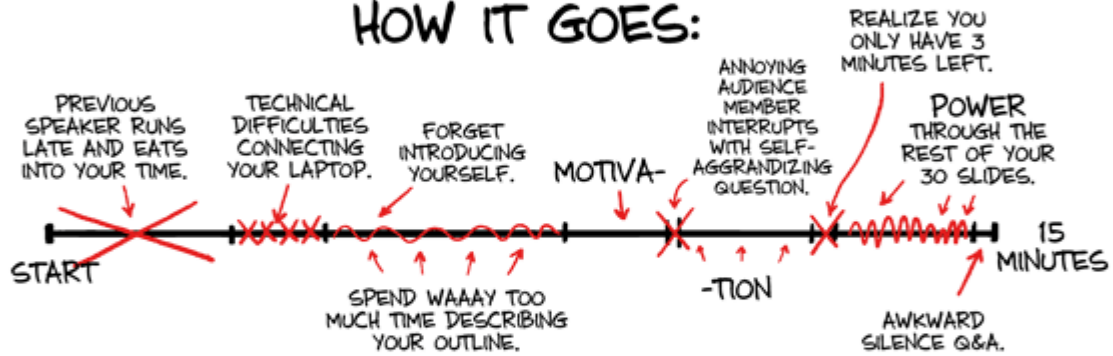 HOW IT GOES:
PREVIOUS
SPEAKER RUNS
LATE AND EATS
INTO YOUR TIME.
TECHNICAL
DIFFICULTIES
CONNECTING
YOUR LAPTOP.
FORGET
INTRODUCING
YOURSELF.
MOTIVA-
ANNOYING
AUDIENCE
MEMBER
INTERRUPTS
WITH SELF-
AGGRANDIZING
QUESTION.
REALIZE YOU
ONLY HAVE 3
MINUTES LEFT.
POWER
THROUGH THE
REST OF YOUR
30 SLIDES.
START
SPEND WAAAY TOO
MUCH TIME DESCRIBING
YOUR OUTLINE.
-TION
AWKWARD
SILENCE Q&A.
15
MINUTES